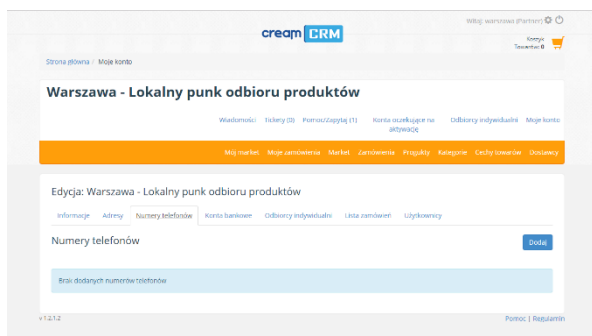 Witaj: warszawa (Partner)
cream CRM
Koszyk
Towarów: 0
Strona główna / Moje konto
Warszawa - Lokalny punk odbioru produktów
Wiadomości Tickety (0) Pomoc/Zapytaj (1) Konta oczekujące na aktywację Odbiorcy indywidualni Moje konto
Mój market Moje zamówienia Market Zamówienia Produkty Kategorie Cechy towarów Dostawcy
Edycja: Warszawa - Lokalny punk odbioru produktów
Informacje Adresy Numery telefonów Konta bankowe Odbiorcy indywidualni Lista zamówień Użytkownicy
Numery telefonów Dodaj
Brak dodanych numerów telefonów
v 1.2.1.2 Pomoc | Regulamin